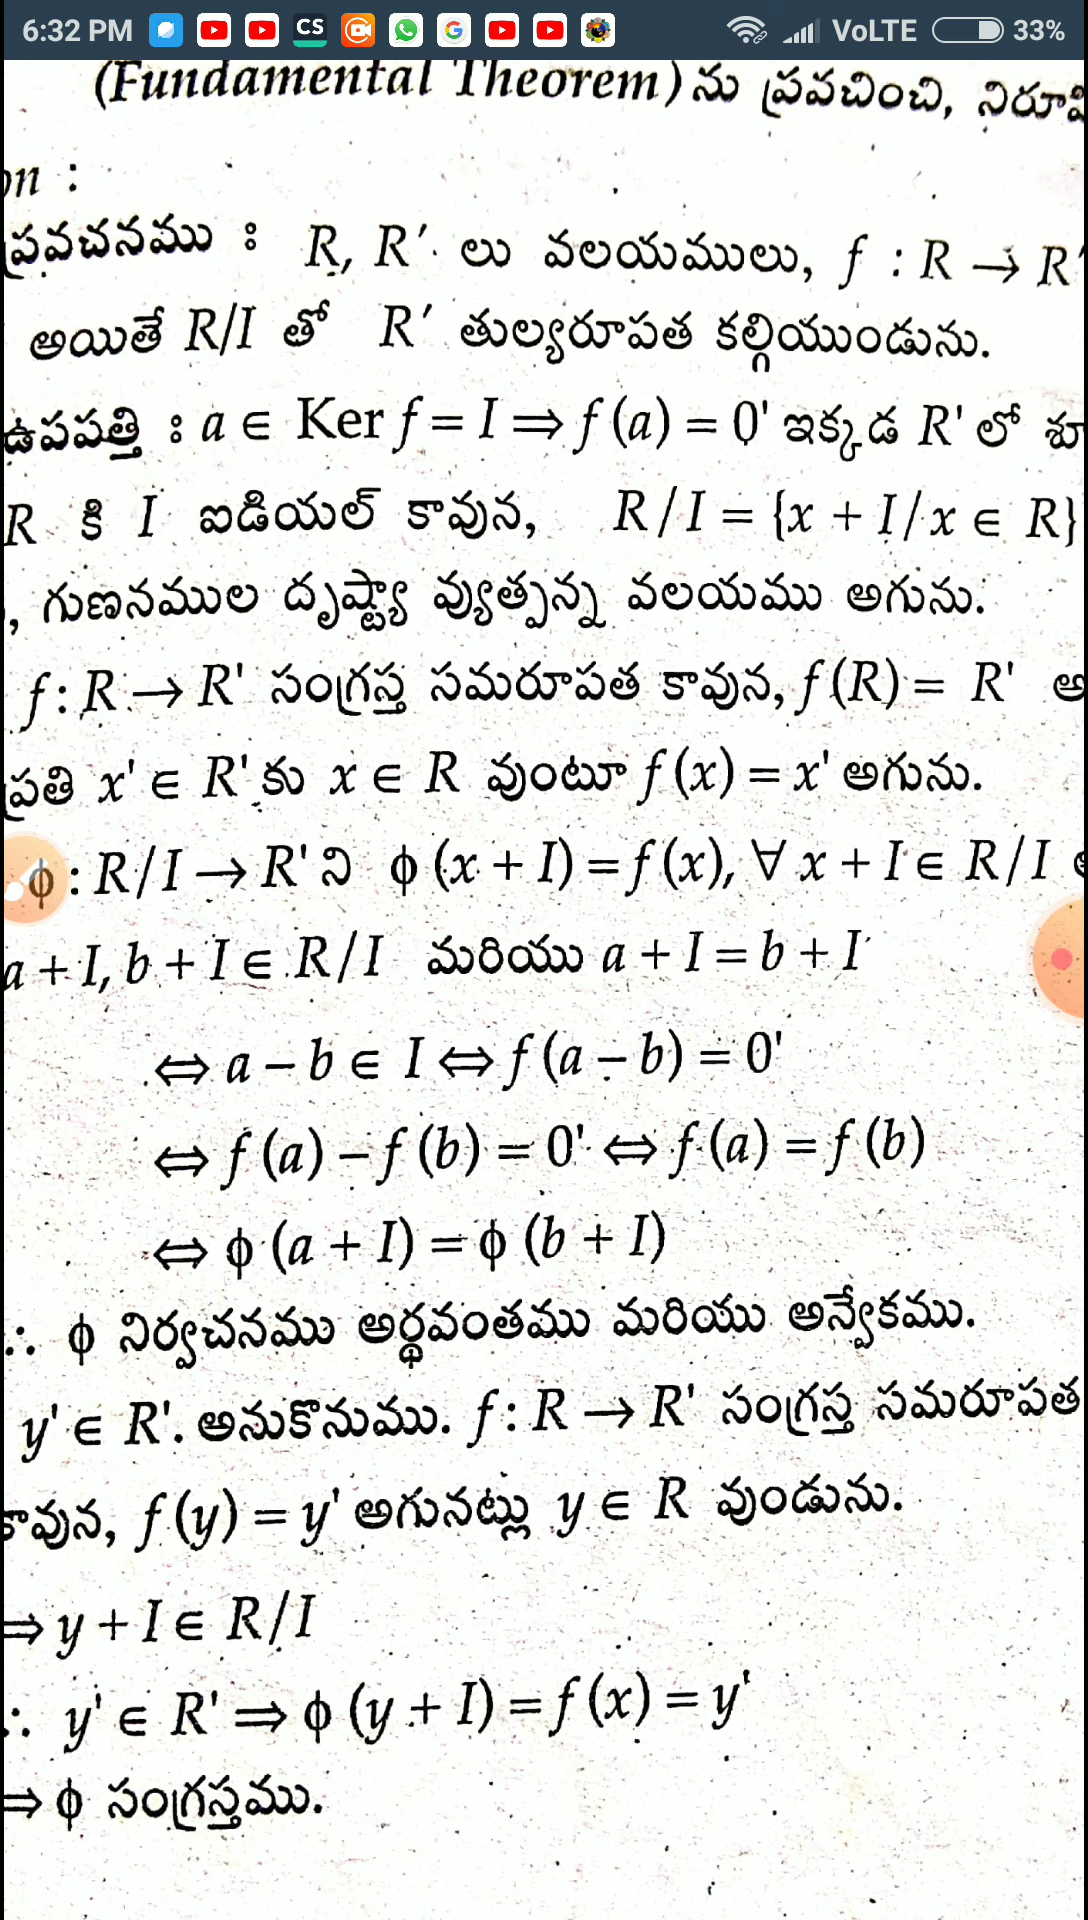 6:32 PM CS G VoLTE 33%
(Fundamental Theorem) ను ప్రవచించి,
on :
ప్రవచనము ః R, R′ లు వలయములు, f : R → R'
అయితే R/I తో R′ తుల్యరూపత కల్గియుండును.
ఉపపత్తి ః a ∈ Ker f = I ⇒ f (a) = 0' ఇక్కడ R' లో
R కి I ఐడియల్ కావున, R / I = {x + I / x ∈ R}
, గుణనముల దృష్ట్యా వ్యుత్పన్న వలయము అగును.
f : R → R' సంగ్రస్త సమరూపత కావున, f (R) = R'
ప్రతి x' ∈ R' కు x ∈ R వుంటూ f (x) = x' అగును.
ϕ : R / I → R' ని ϕ (x + I) = f (x), ∀ x + I ∈ R / I
a + I, b + I ∈ R / I మరియు a + I = b + I
⇔ a – b ∈ I ⇔ f (a – b) = 0'
⇔ f (a) – f (b) = 0' ⇔ f (a) = f (b)
⇔ ϕ (a + I) = ϕ (b + I)
∴ ϕ నిర్వచనము అర్థవంతము మరియు అన్వేకము.
y' ∈ R'. అనుకొనుము. f : R → R' సంగ్రస్త సమరూపత
కావున, f (y) = y' అగునట్లు y ∈ R వుండును.
⇒ y + I ∈ R / I
∴ y' ∈ R' ⇒ ϕ (y + I) = f (x) = y'
⇒ ϕ సంగ్రస్తము.